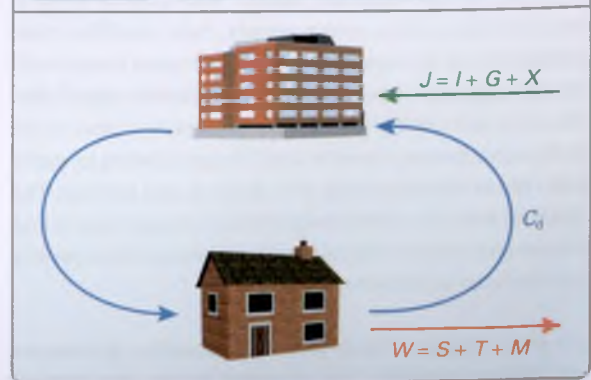 J = I + G + X
C_d
W = S + T + M